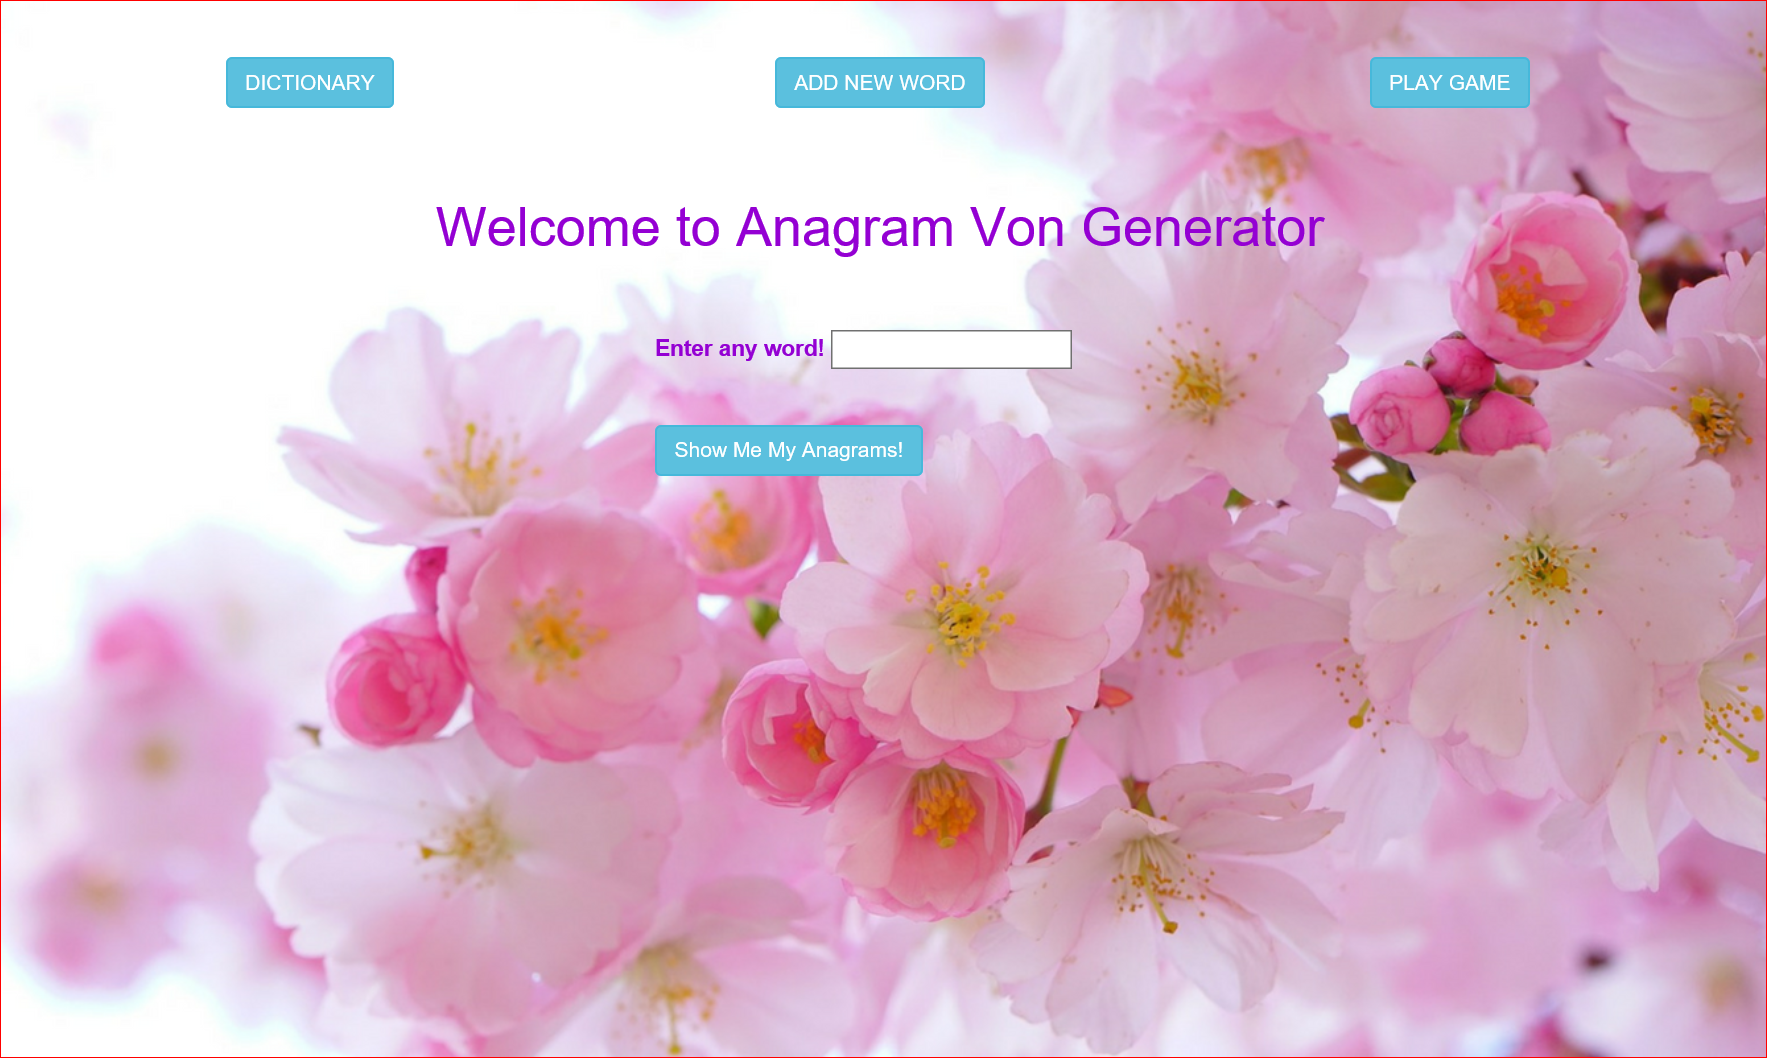 DICTIONARY
ADD NEW WORD
PLAY GAME
Welcome to Anagram Von Generator
Enter any word!
Show Me My Anagrams!